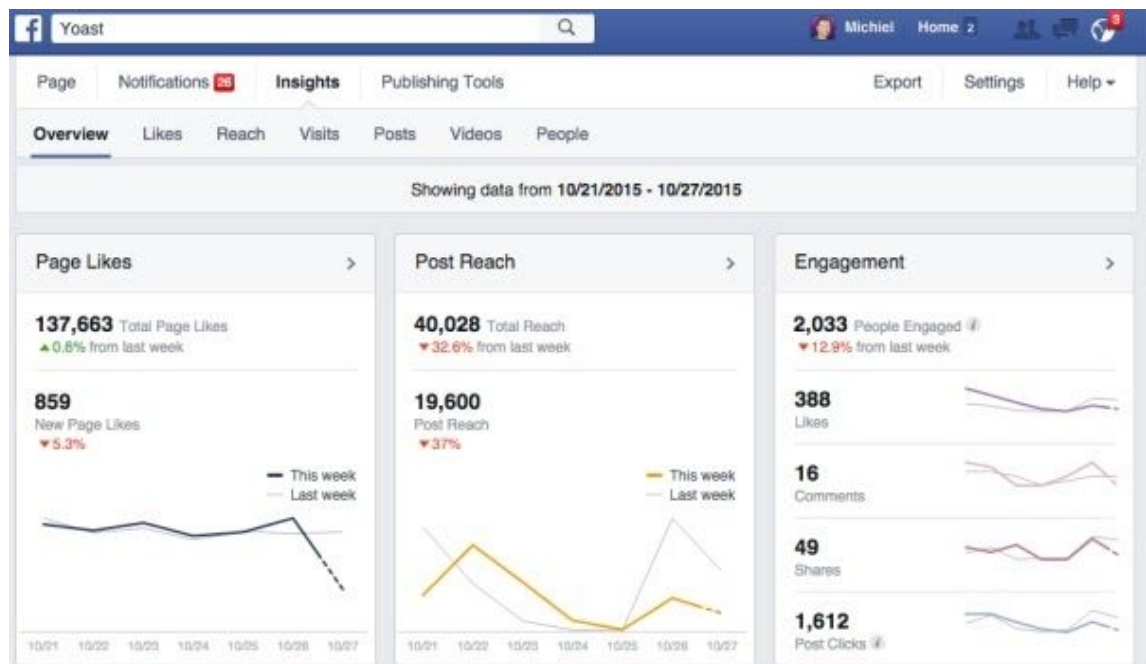 f Yoast Michiel Home 2 3
Page Notifications 26 Insights Publishing Tools Export Settings Help
Overview Likes Reach Visits Posts Videos People
Showing data from 10/21/2015 - 10/27/2015
Page Likes
137,663 Total Page Likes
0.6% from last week
859
New Page Likes
5.3%
This week
Last week
10/21 10/22 10/23 10/24 10/25 10/26 10/27
Post Reach
40,028 Total Reach
32.6% from last week
19,600
Post Reach
37%
This week
Last week
10/21 10/22 10/23 10/24 10/25 10/26 10/27
Engagement
2,033 People Engaged i
12.9% from last week
388
Likes
16
Comments
49
Shares
1,612
Post Clicks i